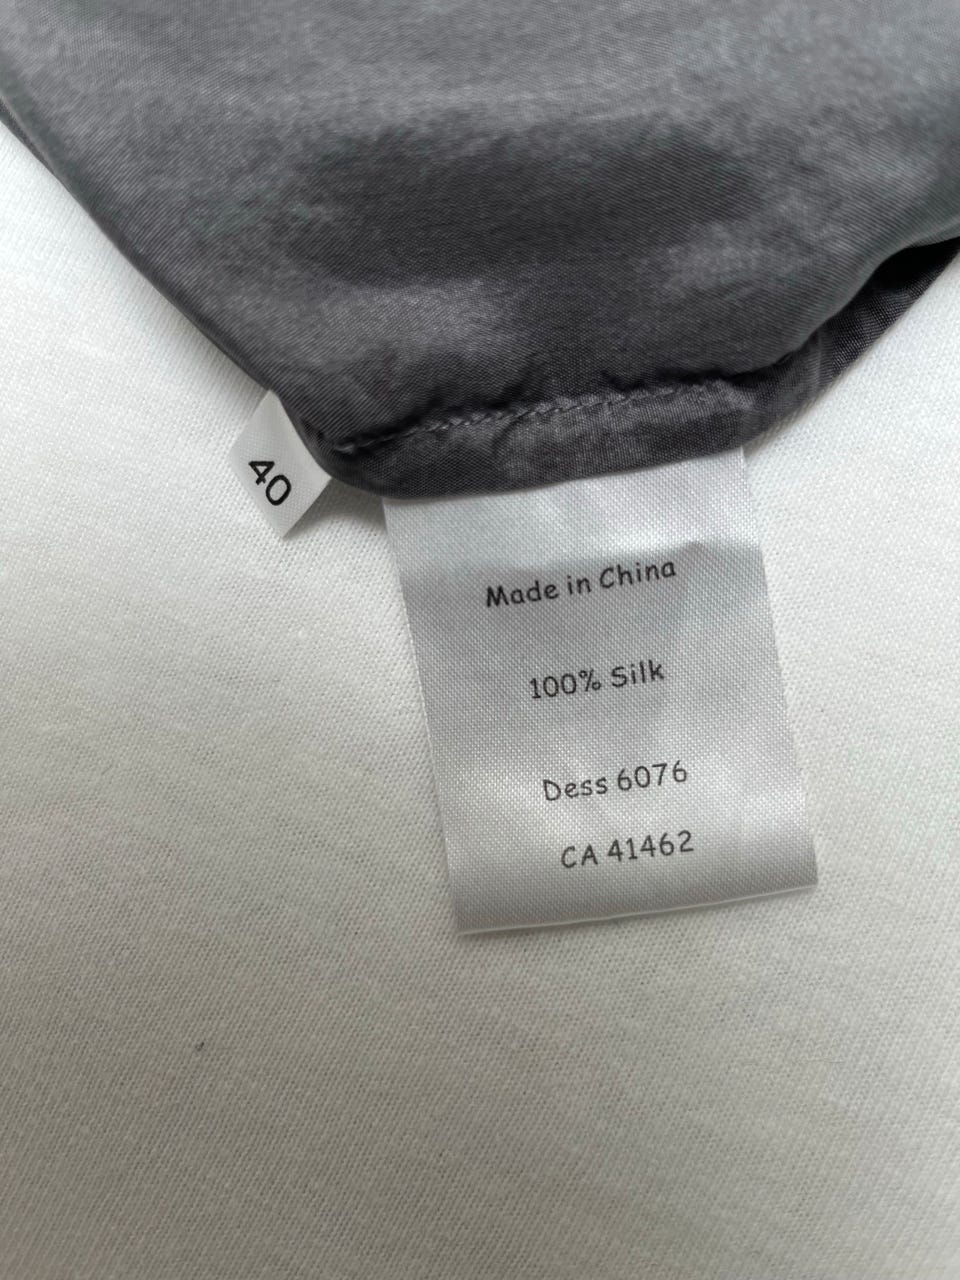 40
Made in China
100% Silk
Dess 6076
CA 41462